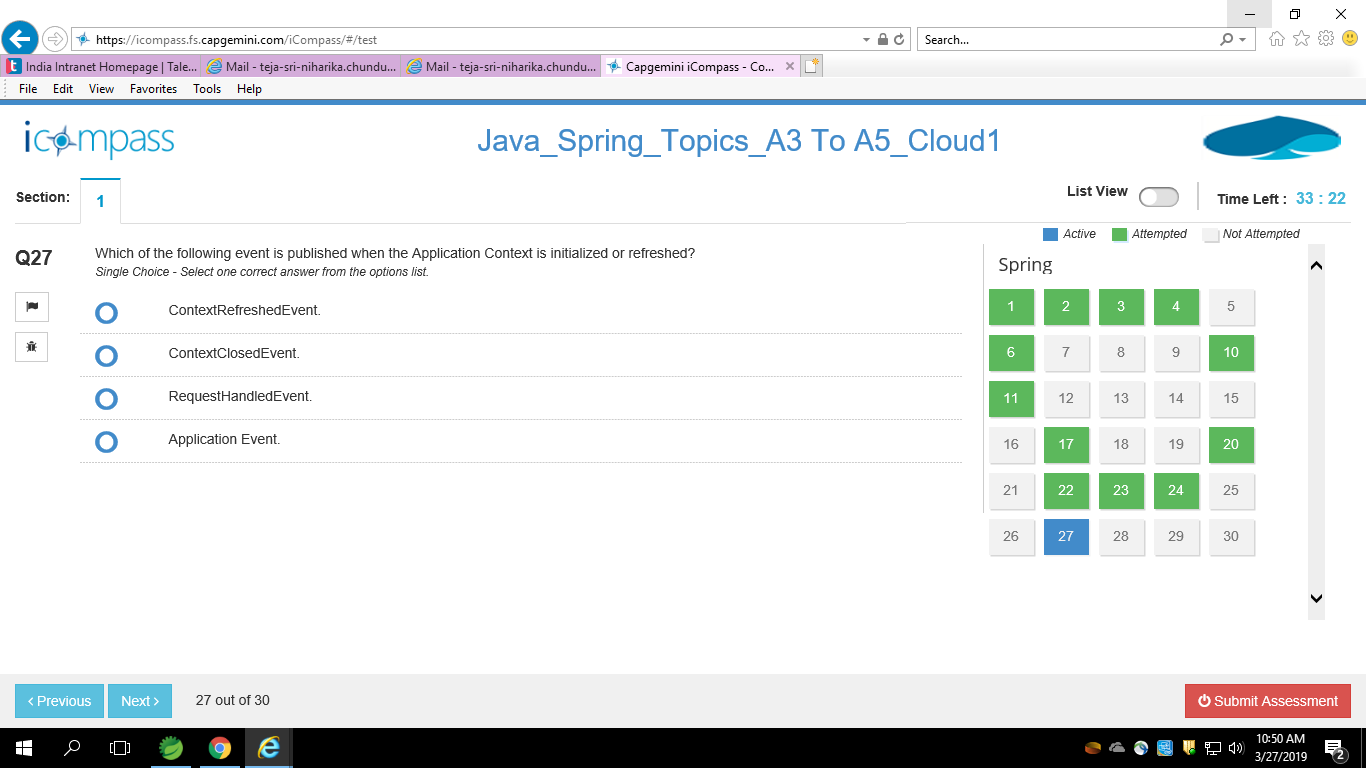 https://icompass.fs.capgemini.com/iCompass/#/test
Search...
India Intranet Homepage | Tale...
Mail - teja-sri-niharika.chundu...
Mail - teja-sri-niharika.chundu...
Capgemini iCompass - Co...
File Edit View Favorites Tools Help
icompass
Java_Spring_Topics_A3 To A5_Cloud1
Section: 1
List View
Time Left : 33 : 22
Active Attempted Not Attempted
Q27
Which of the following event is published when the Application Context is initialized or refreshed?
Single Choice - Select one correct answer from the options list.
ContextRefreshedEvent.
ContextClosedEvent.
RequestHandledEvent.
Application Event.
Spring
1 2 3 4 5
6 7 8 9 10
11 12 13 14 15
16 17 18 19 20
21 22 23 24 25
26 27 28 29 30
‹ Previous
Next ›
27 out of 30
Submit Assessment
10:50 AM
3/27/2019
2